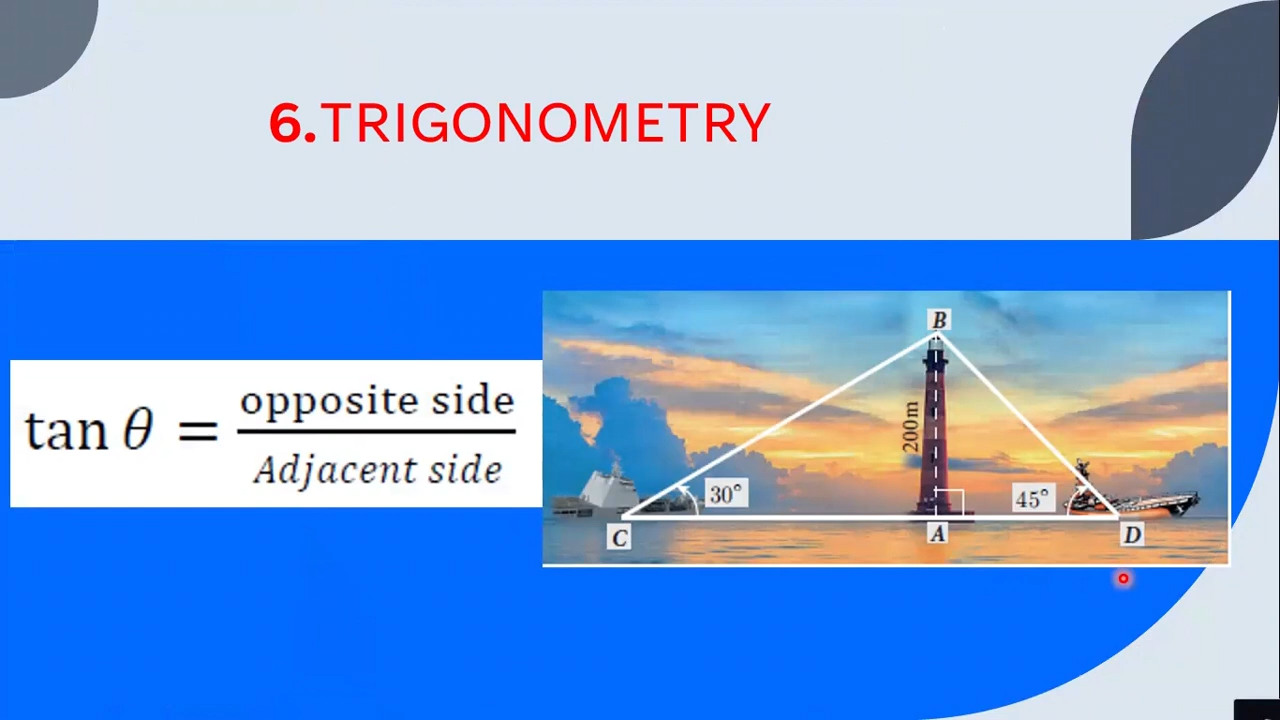 6.TRIGONOMETRY
tan θ = opposite side / Adjacent side
B
200m
30°
45°
C
A
D